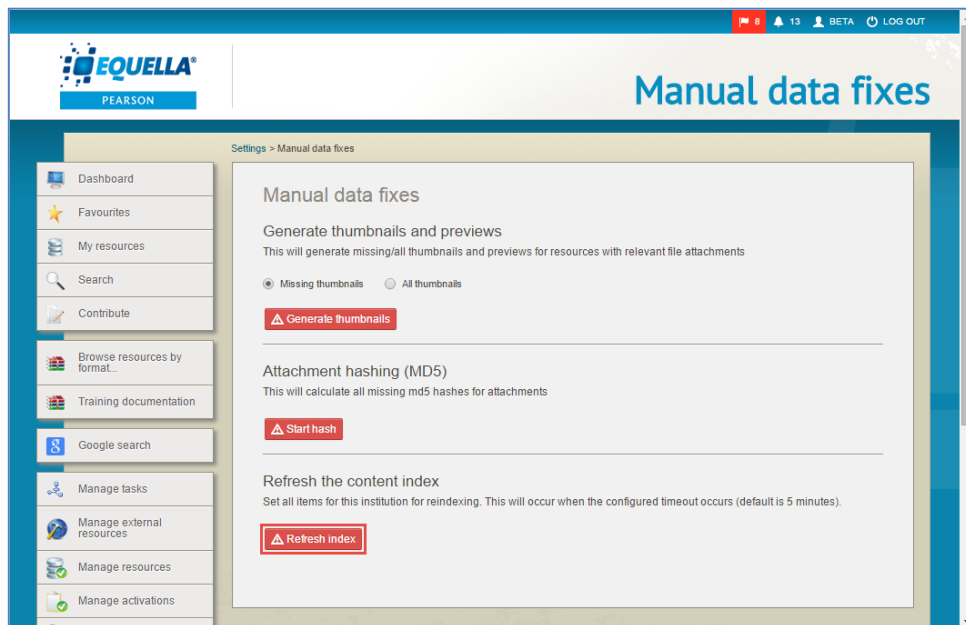 8 13 BETA LOG OUT
EQUELLA®
PEARSON
Manual data fixes
Settings > Manual data fixes
Dashboard
Favourites
My resources
Search
Contribute
Browse resources by
format...
Training documentation
Google search
Manage tasks
Manage external
resources
Manage resources
Manage activations
Manual data fixes
Generate thumbnails and previews
This will generate missing/all thumbnails and previews for resources with relevant file attachments
Missing thumbnails All thumbnails
Generate thumbnails
Attachment hashing (MD5)
This will calculate all missing md5 hashes for attachments
Start hash
Refresh the content index
Set all items for this institution for reindexing. This will occur when the configured timeout occurs (default is 5 minutes).
Refresh index